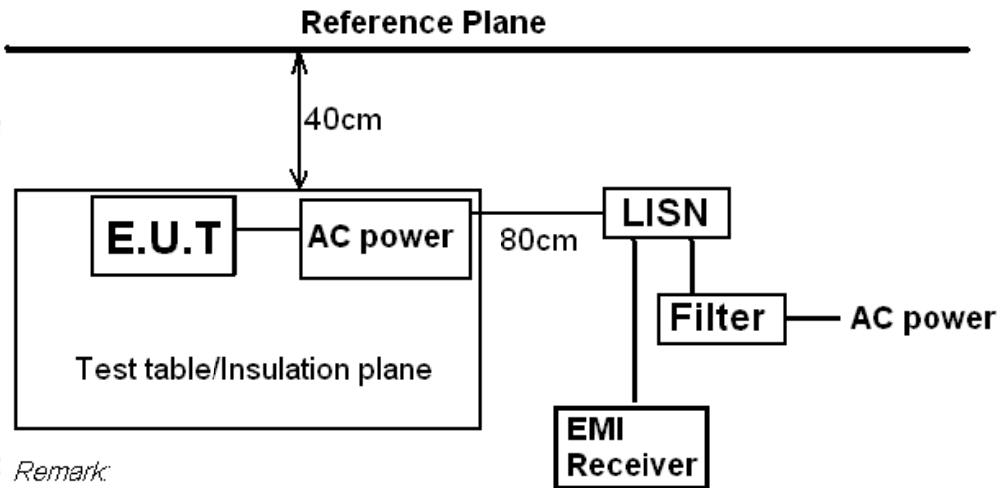 Reference Plane
40cm
E.U.T
AC power
80cm
LISN
Filter
AC power
Test table/Insulation plane
EMI
Receiver
Remark: